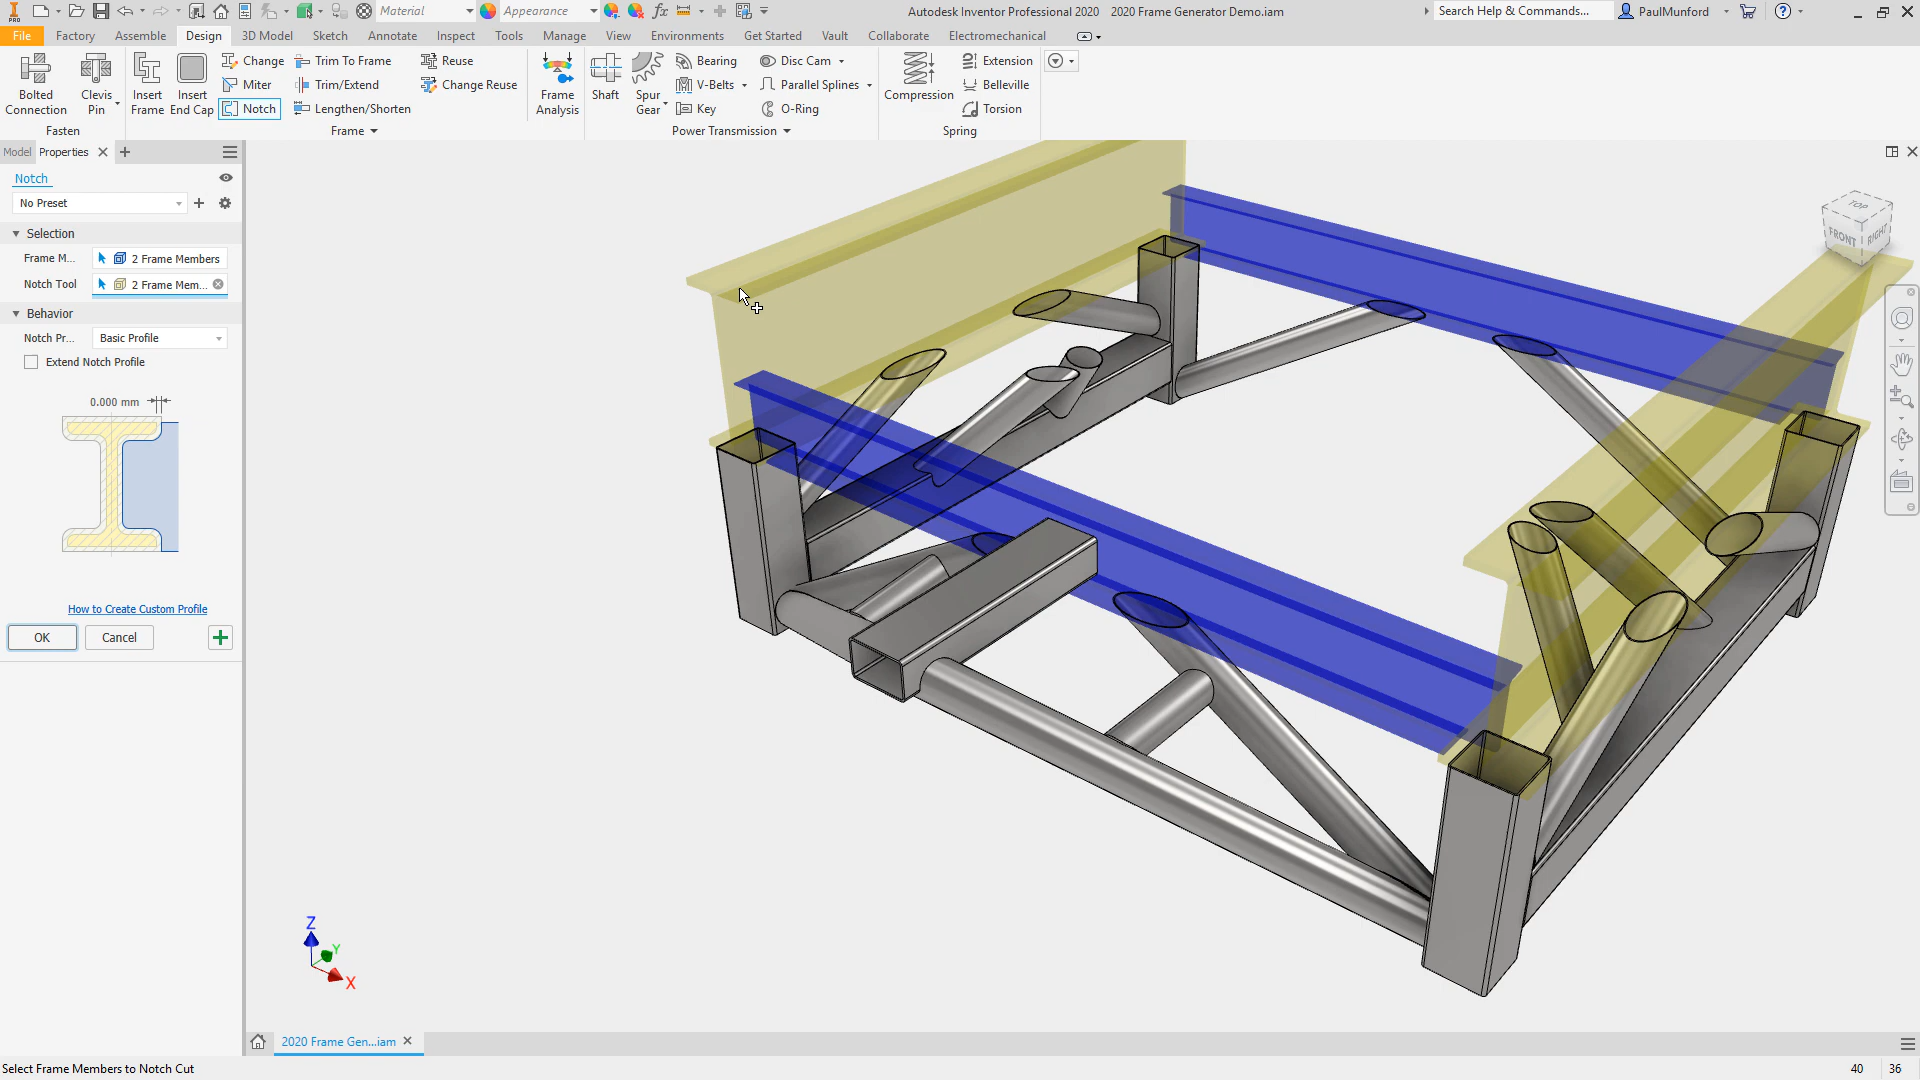 PRO
Material
Appearance
fx
Autodesk Inventor Professional 2020 2020 Frame Generator Demo.iam
Search Help & Commands...
PaulMunford
File
Factory
Assemble
Design
3D Model
Sketch
Annotate
Inspect
Tools
Manage
View
Environments
Get Started
Vault
Collaborate
Electromechanical
Bolted
Connection
Clevis
Pin
Fasten
Insert
Frame
Insert
End Cap
Change
Miter
Notch
Trim To Frame
Trim/Extend
Lengthen/Shorten
Reuse
Change Reuse
Frame
Frame
Analysis
Shaft
Spur
Gear
Bearing
V-Belts
Key
Disc Cam
Parallel Splines
O-Ring
Power Transmission
Compression
Extension
Belleville
Torsion
Spring
Model
Properties
Notch
No Preset
Selection
Frame M... 2 Frame Members
Notch Tool 2 Frame Mem...
Behavior
Notch Pr... Basic Profile
Extend Notch Profile
0.000 mm
How to Create Custom Profile
OK
Cancel
TOP
FRONT
RIGHT
Z
Y
X
2020 Frame Gen...iam
Select Frame Members to Notch Cut
40 36